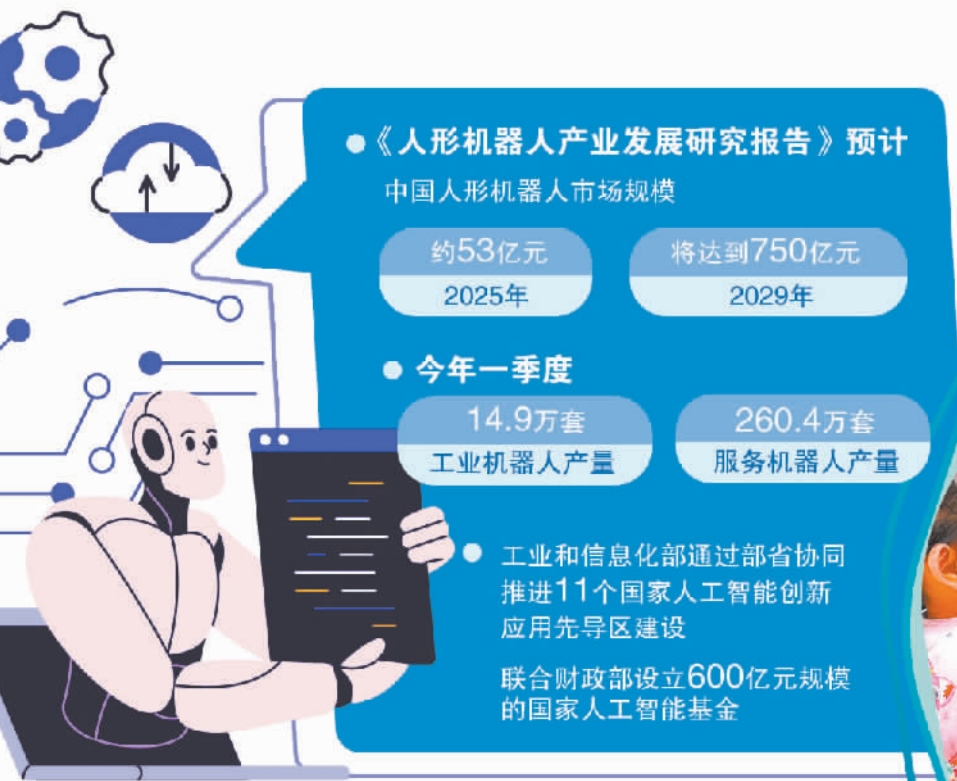 《人形机器人产业发展研究报告》预计
中国人形机器人市场规模
约53亿元
2025年
将达到750亿元
2029年
今年一季度
14.9万套
工业机器人产量
260.4万套
服务机器人产量
工业和信息化部通过部省协同
推进11个国家人工智能创新
应用先导区建设
联合财政部设立600亿元规模
的国家人工智能基金